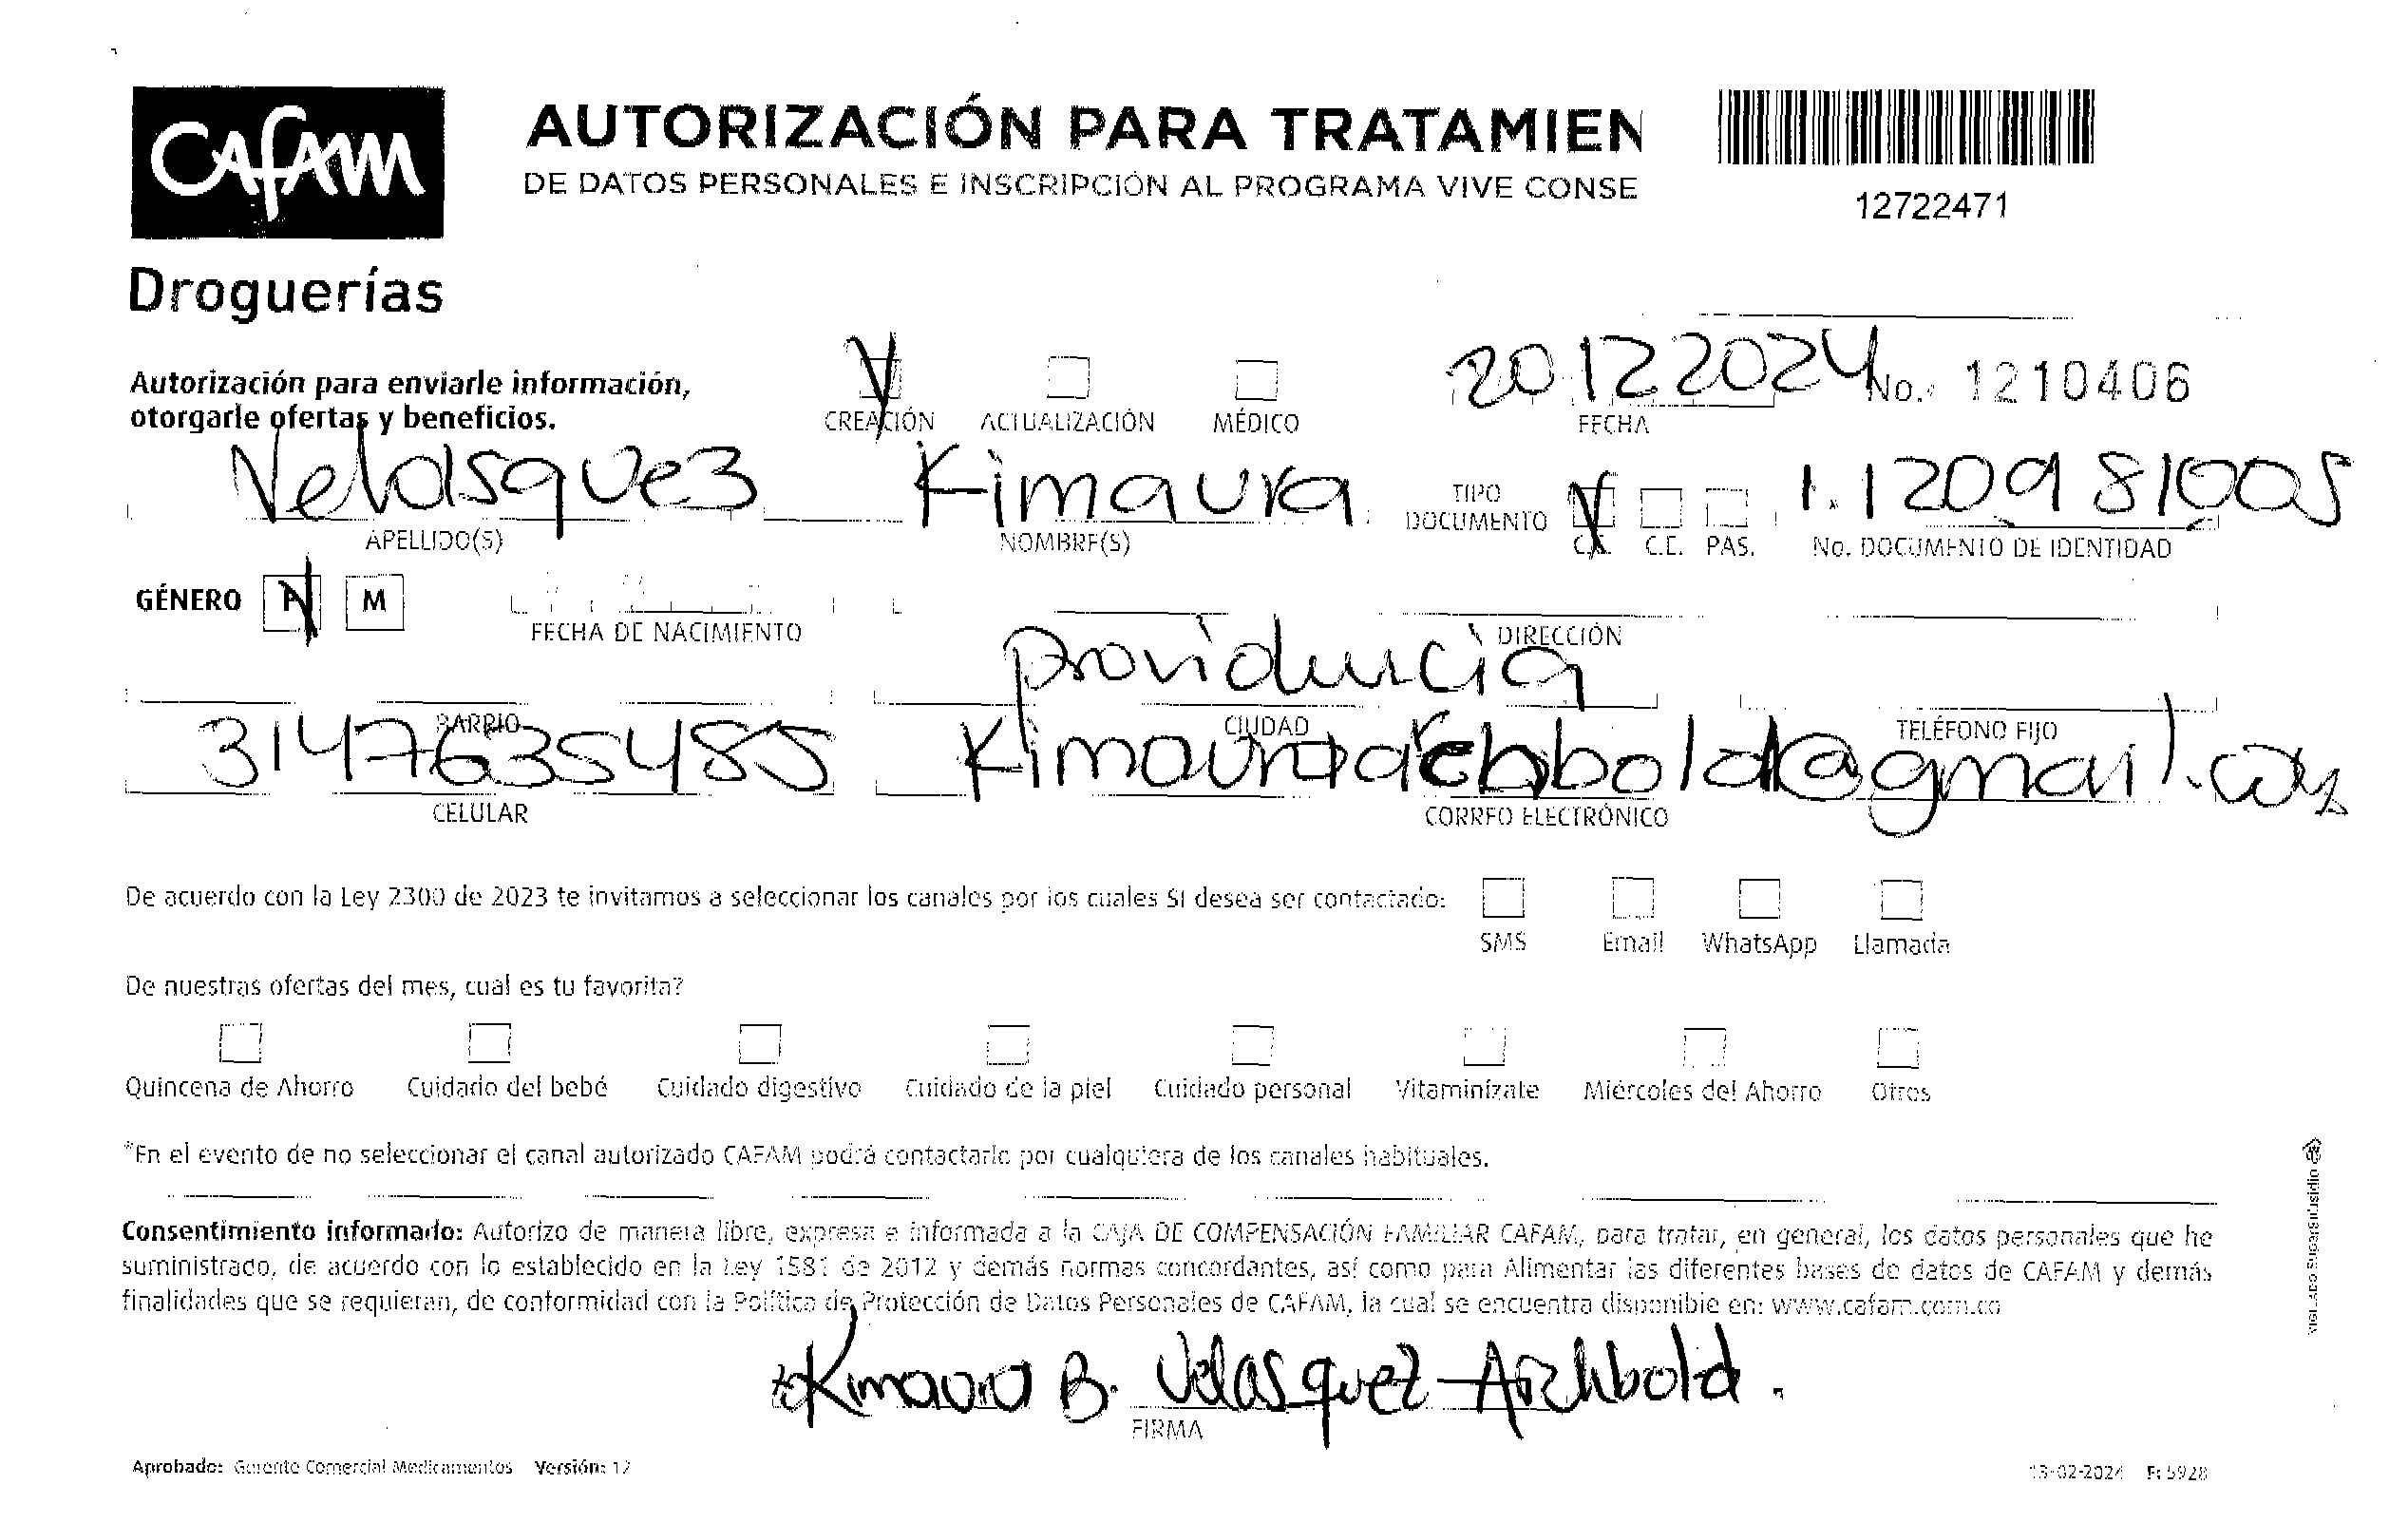 CAFAM
Droguerías
AUTORIZACIÓN PARA TRATAMIEN
DE DATOS PERSONALES E INSCRIPCIÓN AL PROGRAMA VIVE CONSE
12722471
Autorización para enviarle información,
otorgarle ofertas y beneficios.
CREACIÓN ACTUALIZACIÓN MÉDICO
20 12 2024
FECHA
No. 1210406
Velasquez Kimaura
APELLIDO(S) NOMBRE(S)
TIPO DOCUMENTO C.C. C.E. PAS.
1.120981005
No. DOCUMENTO DE IDENTIDAD
GÉNERO F M
FECHA DE NACIMIENTO DIRECCIÓN
providencia
BARRIO CIUDAD TELÉFONO FIJO
3147635485 Kimauraarchbold@gmail.com
CELULAR CORREO ELECTRÓNICO
De acuerdo con la Ley 2300 de 2023 te invitamos a seleccionar los canales por los cuales SI desea ser contactado:
SMS Email WhatsApp Llamada
De nuestras ofertas del mes, cual es tu favorita?
Quincena de Ahorro Cuidado del bebé Cuidado digestivo Cuidado de la piel Cuidado personal Vitaminízate Miércoles del Ahorro Otros
*En el evento de no seleccionar el canal autorizado CAFAM podrá contactarlo por cualquiera de los canales habituales.
Consentimiento informado: Autorizo de manera libre, expresa e informada a la CAJA DE COMPENSACIÓN FAMILIAR CAFAM, para tratar, en general, los datos personales que he
suministrado, de acuerdo con lo establecido en la Ley 1581 de 2012 y demás normas concordantes, así como para Alimentar las diferentes bases de datos de CAFAM y demás
finalidades que se requieran, de conformidad con la Política de Protección de Datos Personales de CAFAM, la cual se encuentra disponible en: www.cafam.com.co
Kimaura B. Velasquez Archbold.
FIRMA
Aprobado: Gerente Comercial Medicamentos Versión: 12
13-02-2024 F: 5928
VIGILADO Supersubsidio